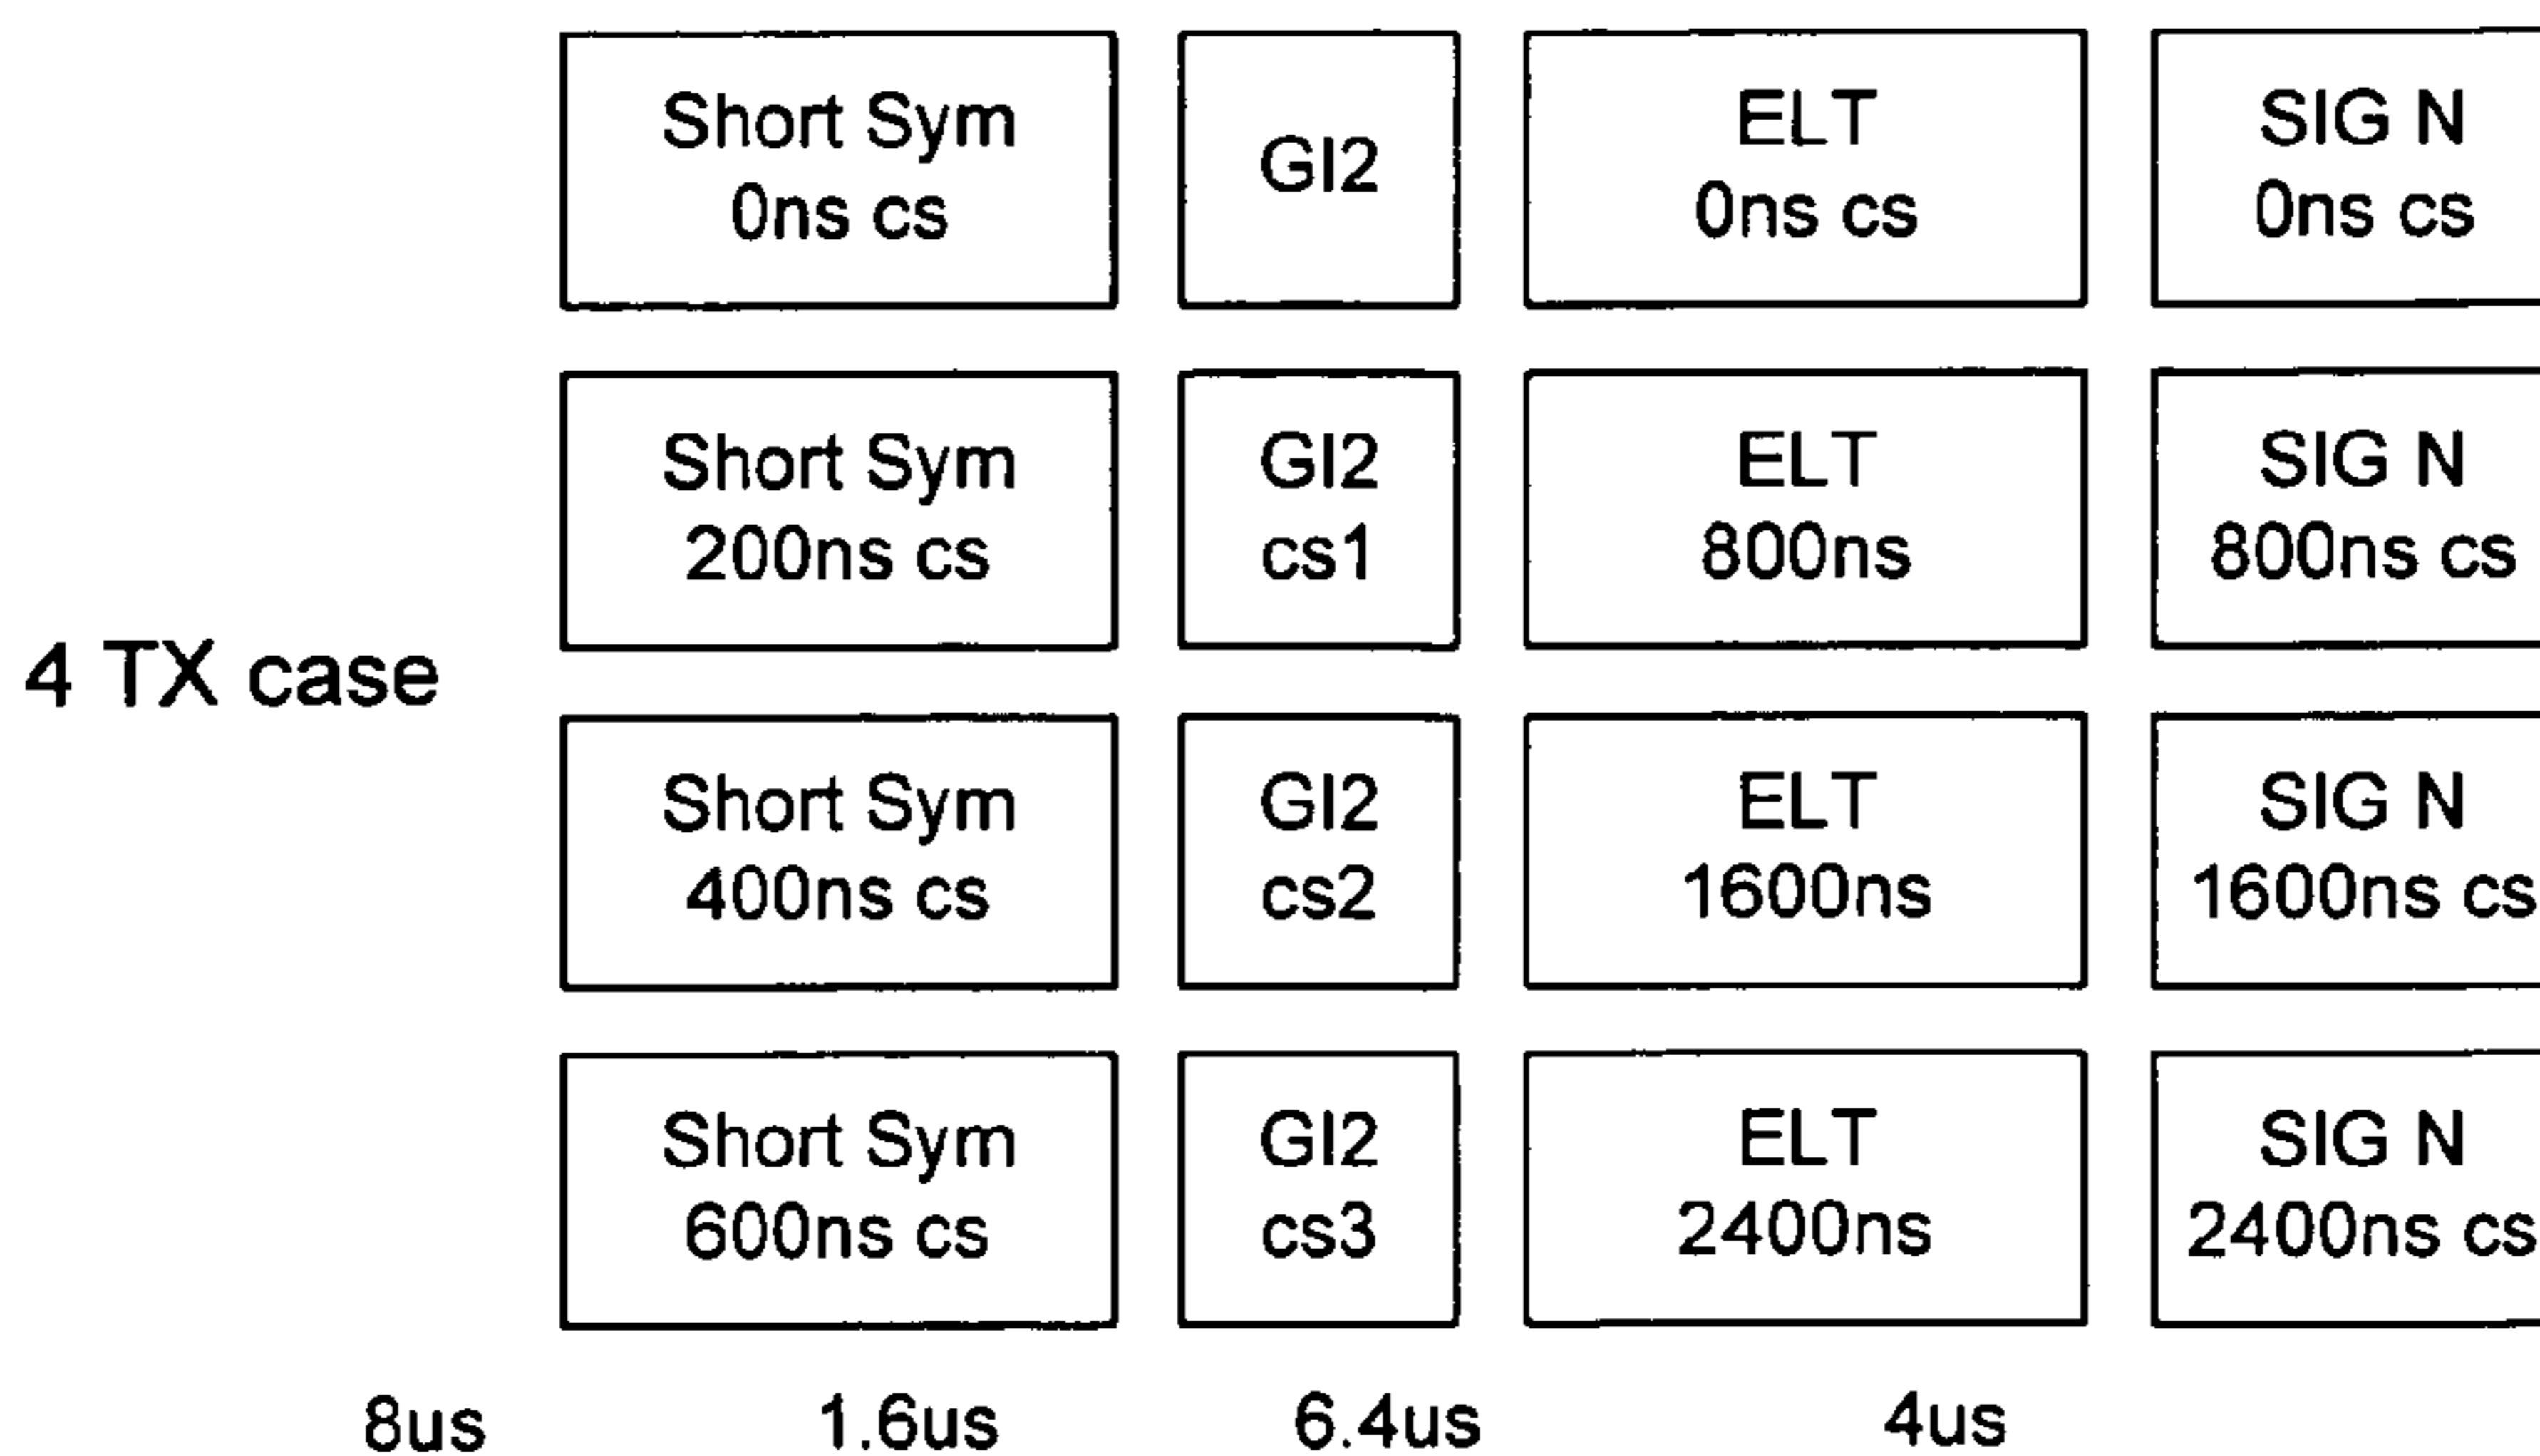 Short Sym
0ns cs
GI2
ELT
0ns cs
SIG N
0ns cs
Short Sym
200ns cs
GI2
cs1
ELT
800ns
SIG N
800ns cs
4 TX case
Short Sym
400ns cs
GI2
cs2
ELT
1600ns
SIG N
1600ns cs
Short Sym
600ns cs
GI2
cs3
ELT
2400ns
SIG N
2400ns cs
8us
1.6us
6.4us
4us